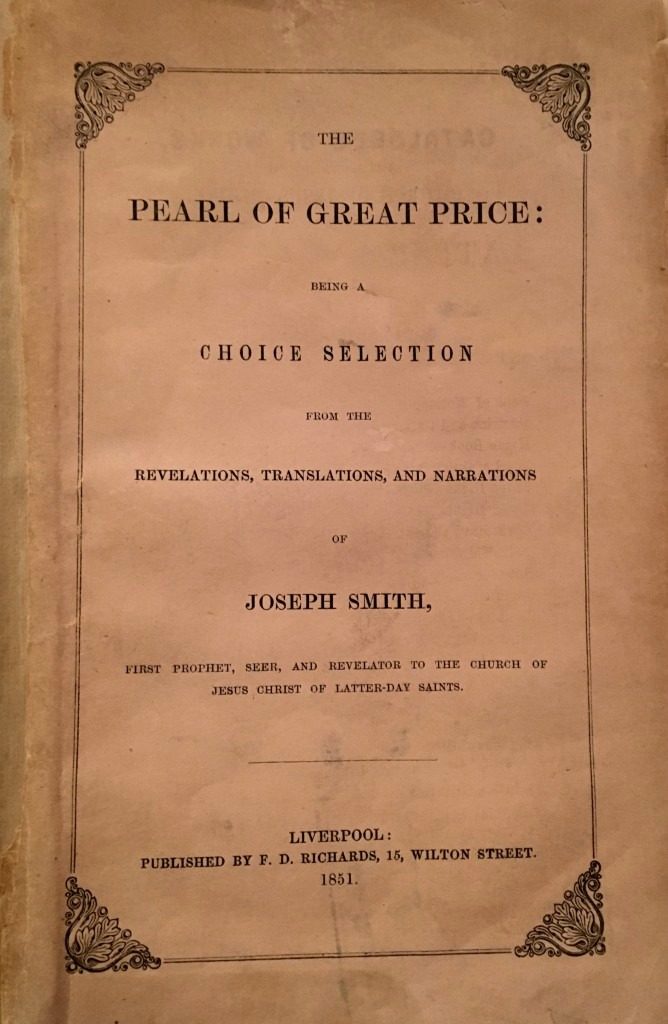 THE
PEARL OF GREAT PRICE:
BEING A
CHOICE SELECTION
FROM THE
REVELATIONS, TRANSLATIONS, AND NARRATIONS
OF
JOSEPH SMITH,
FIRST PROPHET, SEER, AND REVELATOR TO THE CHURCH OF
JESUS CHRIST OF LATTER-DAY SAINTS.
LIVERPOOL:
PUBLISHED BY F. D. RICHARDS, 15, WILTON STREET.
1851.